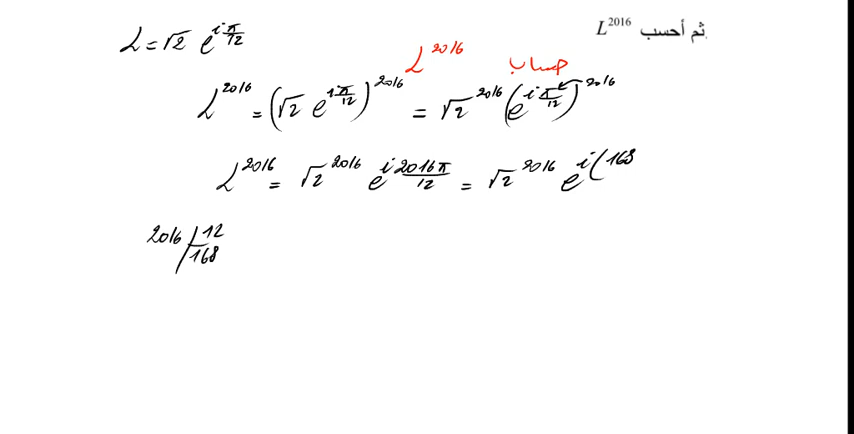 ثم أحسب L^2016.
L = √2 e^{iπ/12}
حساب L^2016
L^2016 = (√2 e^{iπ/12})^2016 = √2^2016 (e^{iπ/12})^2016
L^2016 = √2^2016 e^{i 2016π/12} = √2^2016 e^{i(168
2016 | 12
168